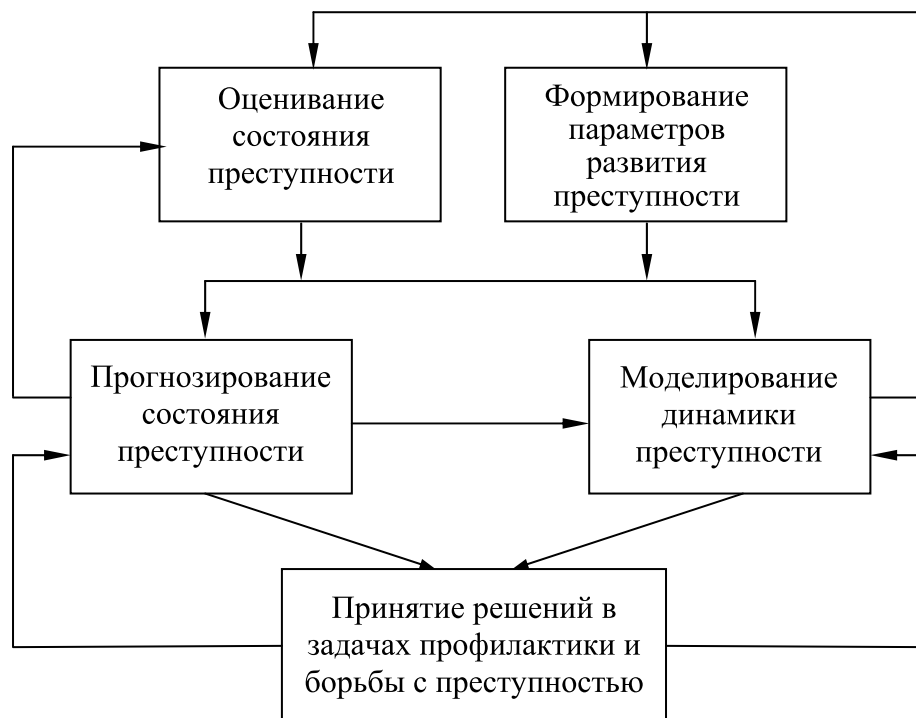 Оценивание
состояния
преступности
Формирование
параметров
развития
преступности
Прогнозирование
состояния
преступности
Моделирование
динамики
преступности
Принятие решений в
задачах профилактики и
борьбы с преступностью